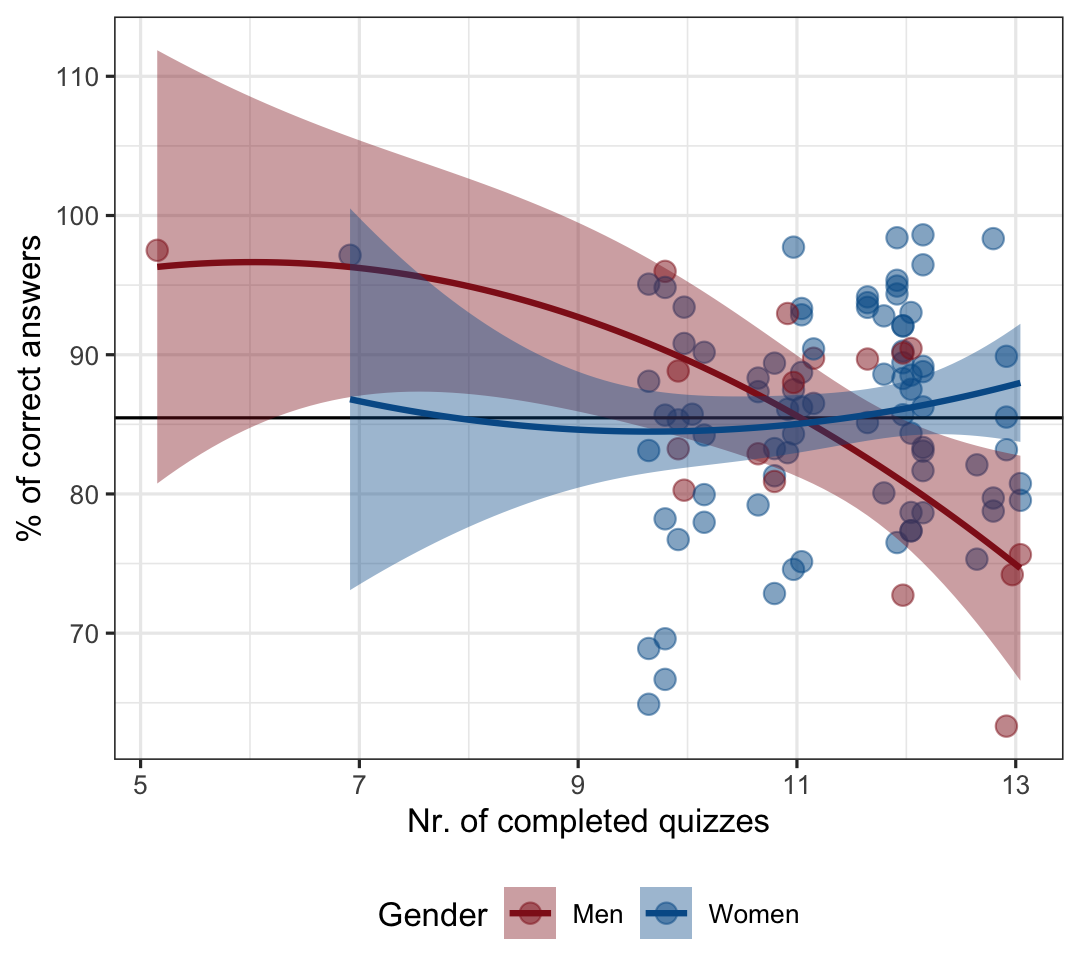 110
100
90
80
70
% of correct answers
5 7 9 11 13
Nr. of completed quizzes
Gender Men Women